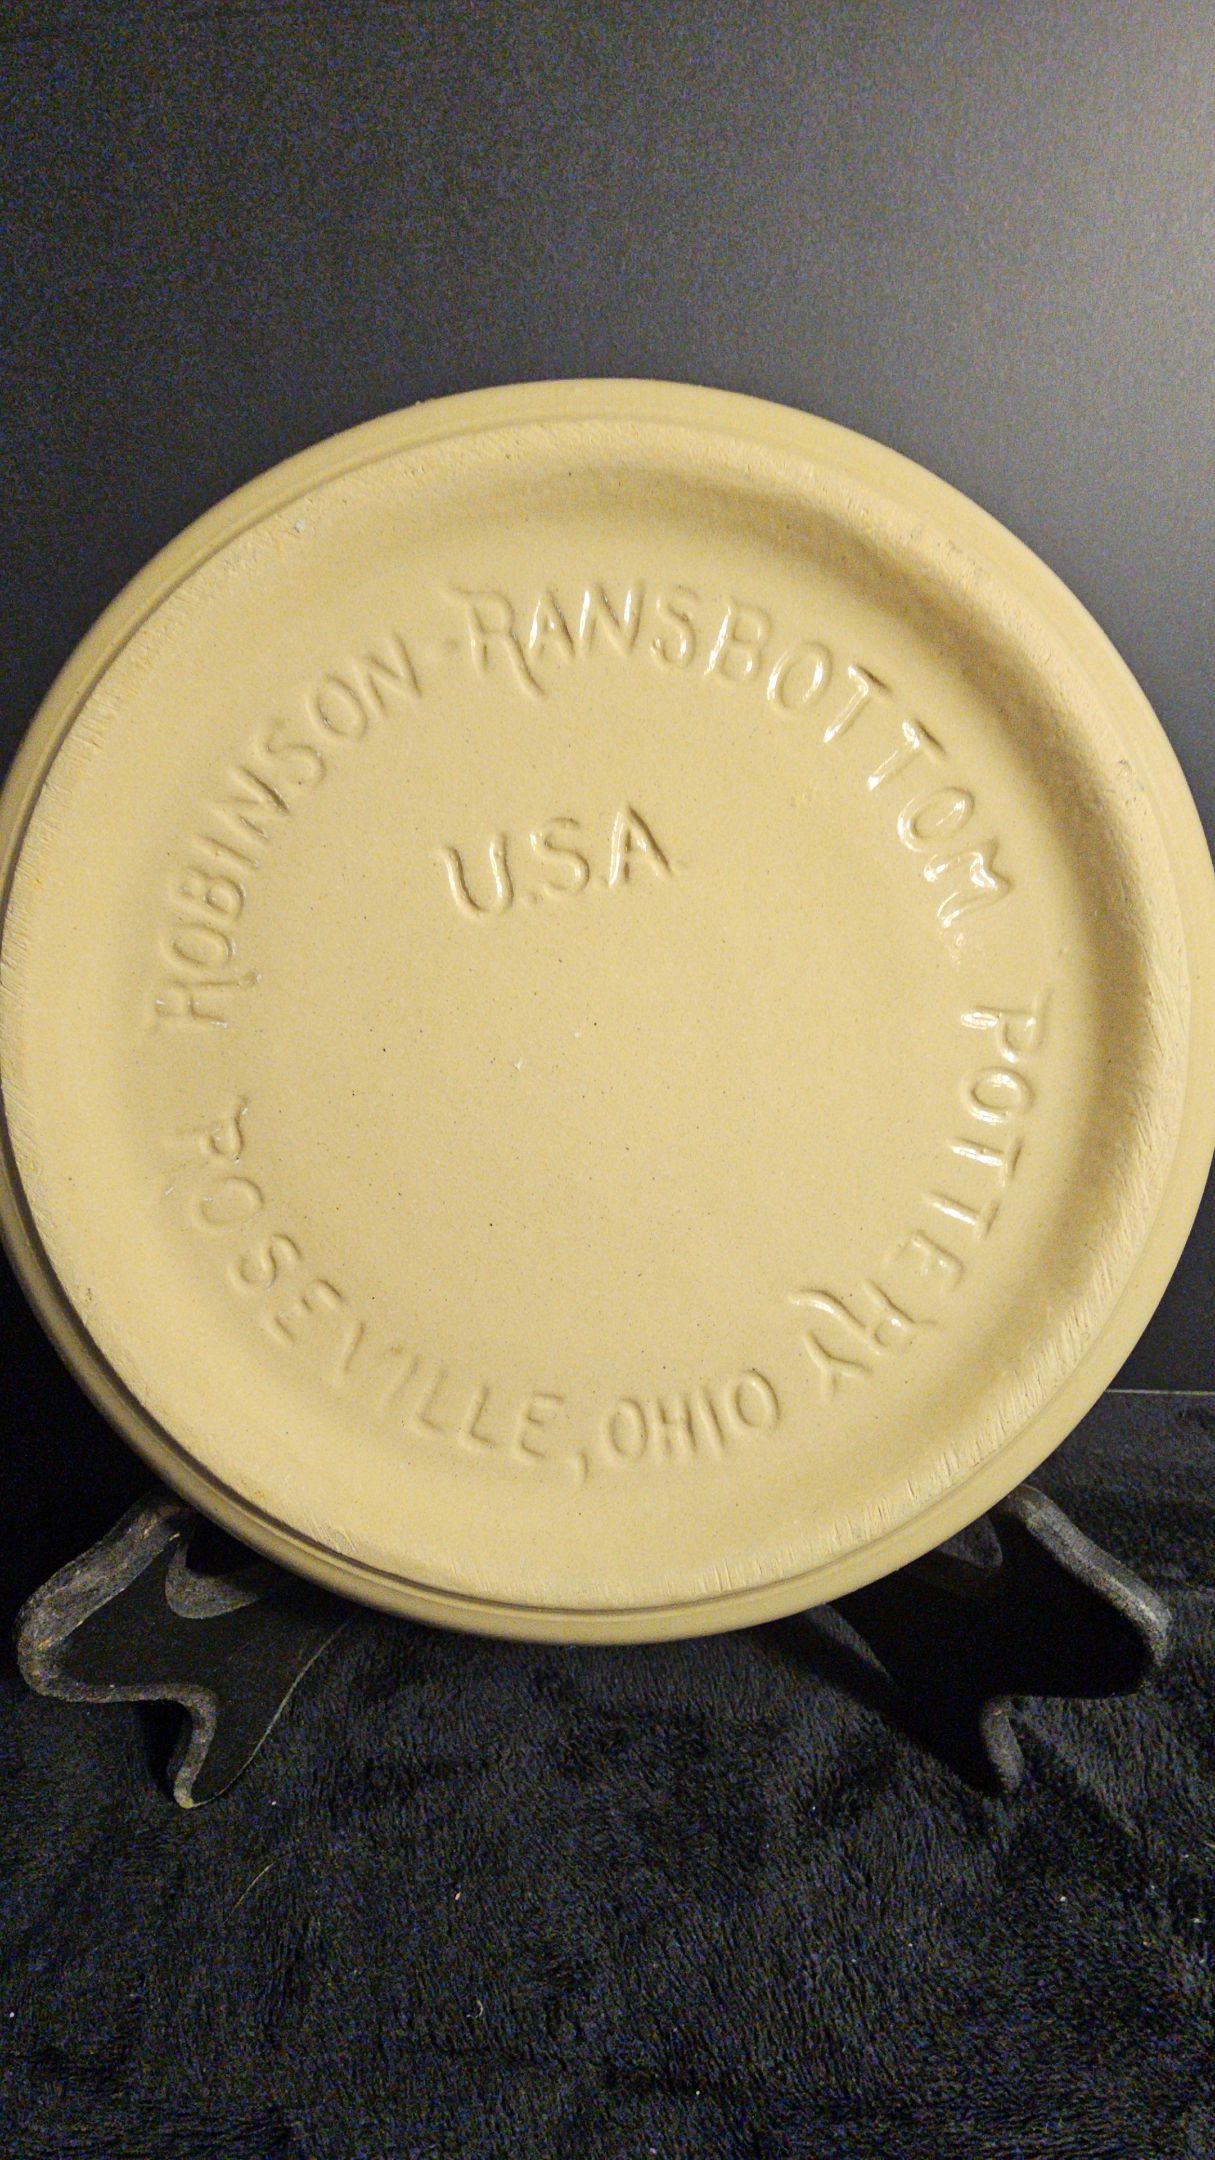 ROBINSON-RANSBOTTOM POTTERY
U.S.A.
ROSEVILLE, OHIO